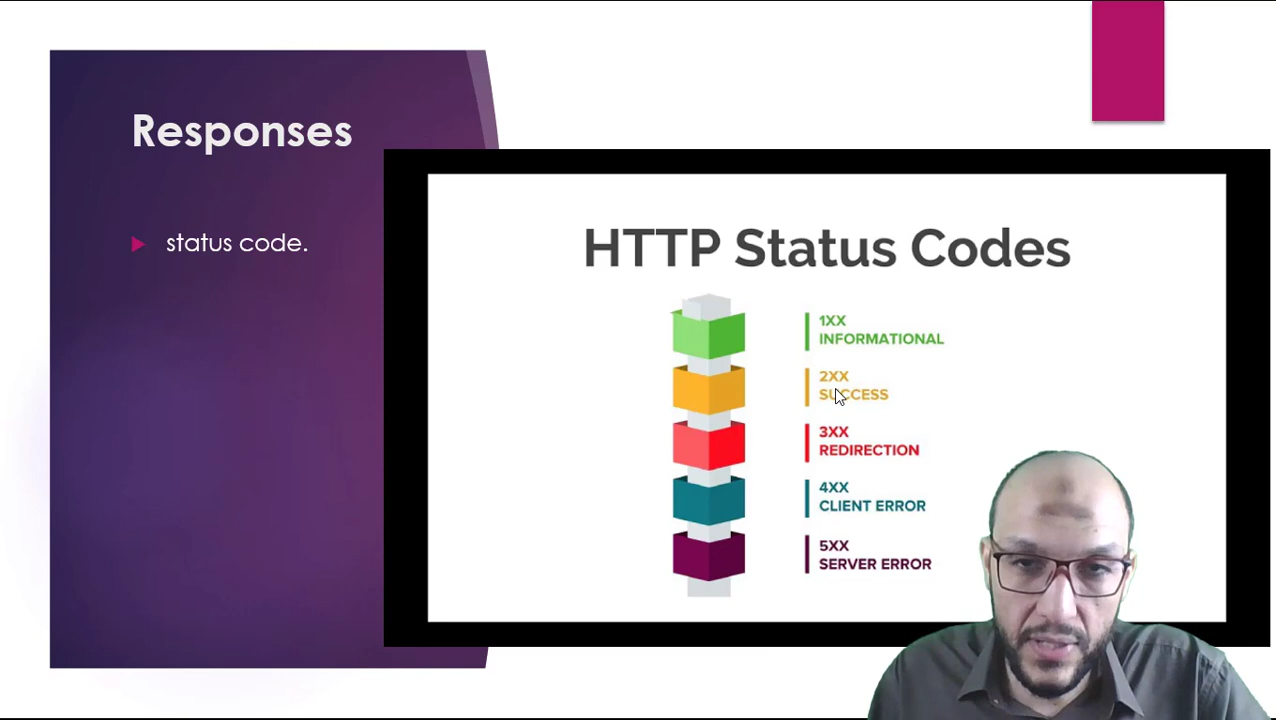 Responses
status code.
HTTP Status Codes
1XX
INFORMATIONAL
2XX
SUCCESS
3XX
REDIRECTION
4XX
CLIENT ERROR
5XX
SERVER ERROR